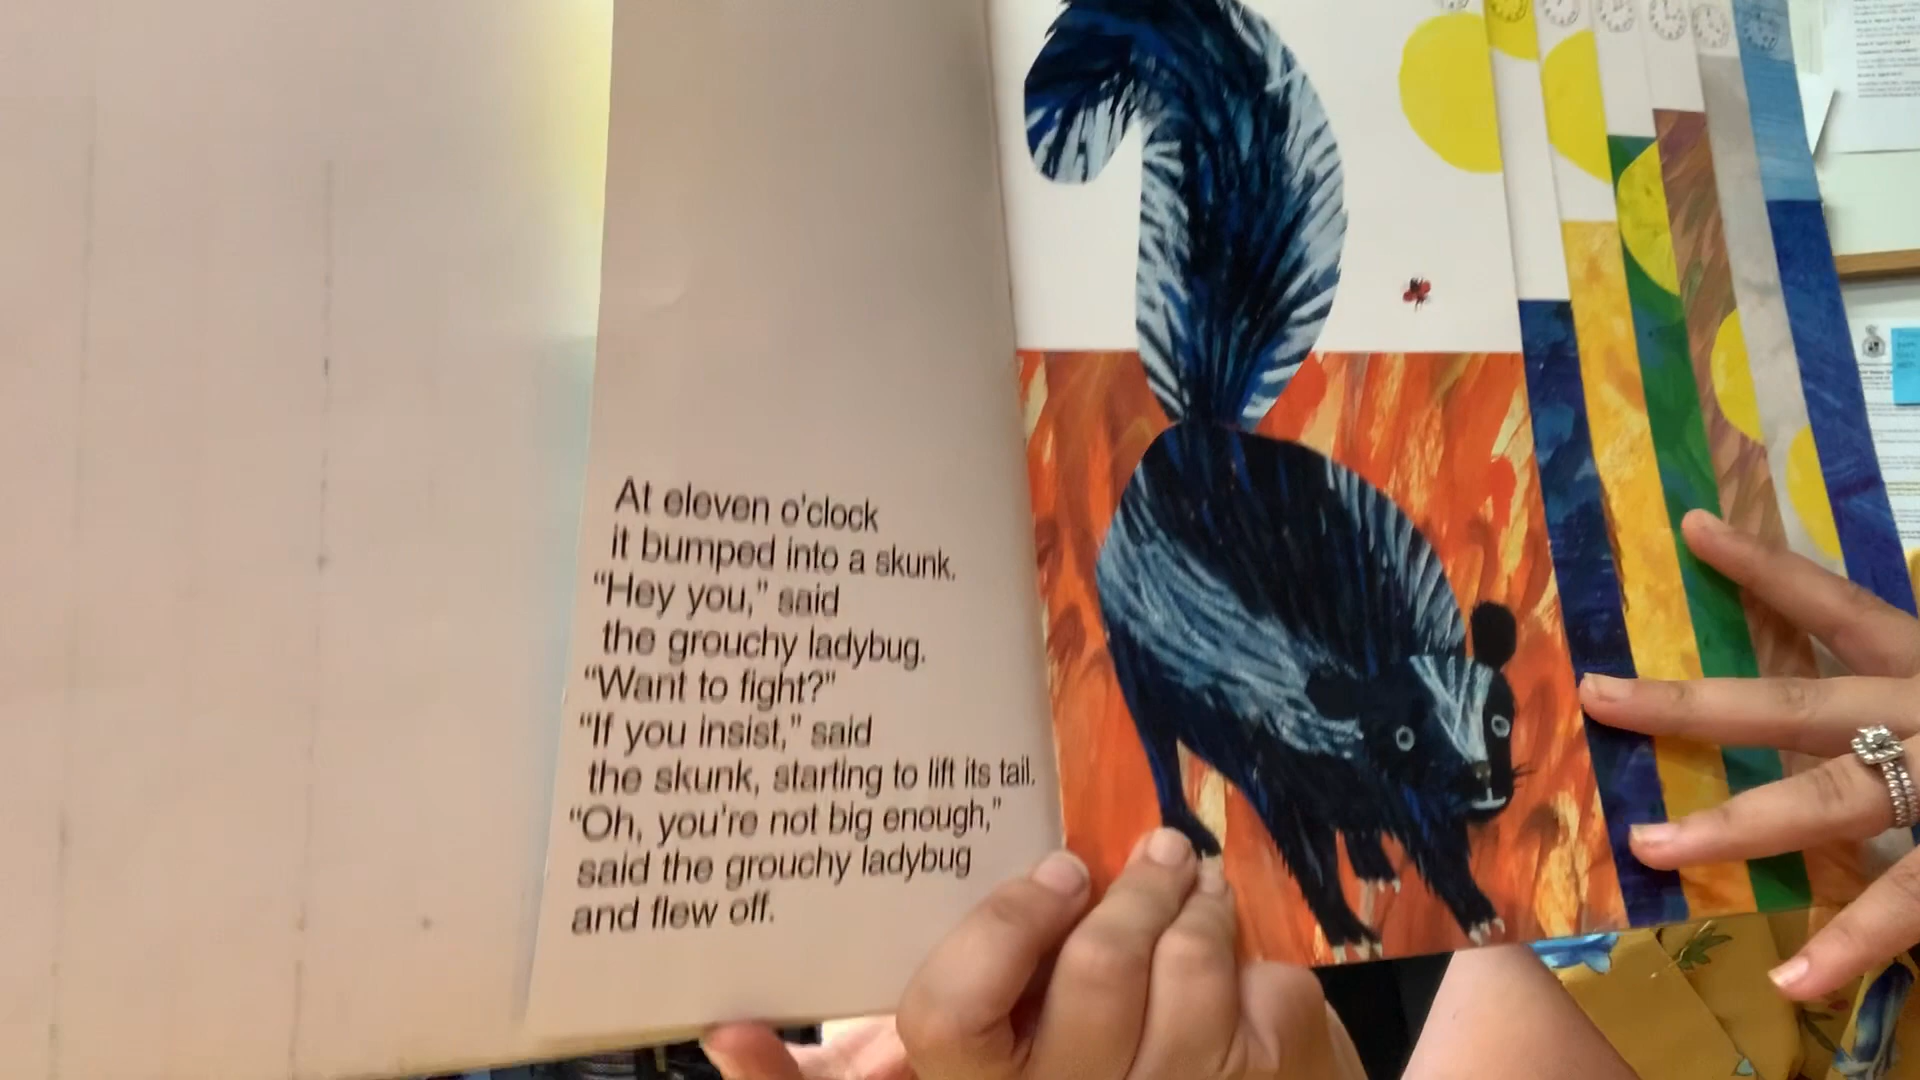 At eleven o'clock
it bumped into a skunk.
“Hey you,” said
the grouchy ladybug.
“Want to fight?”
“If you insist,” said
the skunk, starting to lift its tail.
“Oh, you're not big enough,”
said the grouchy ladybug
and flew off.